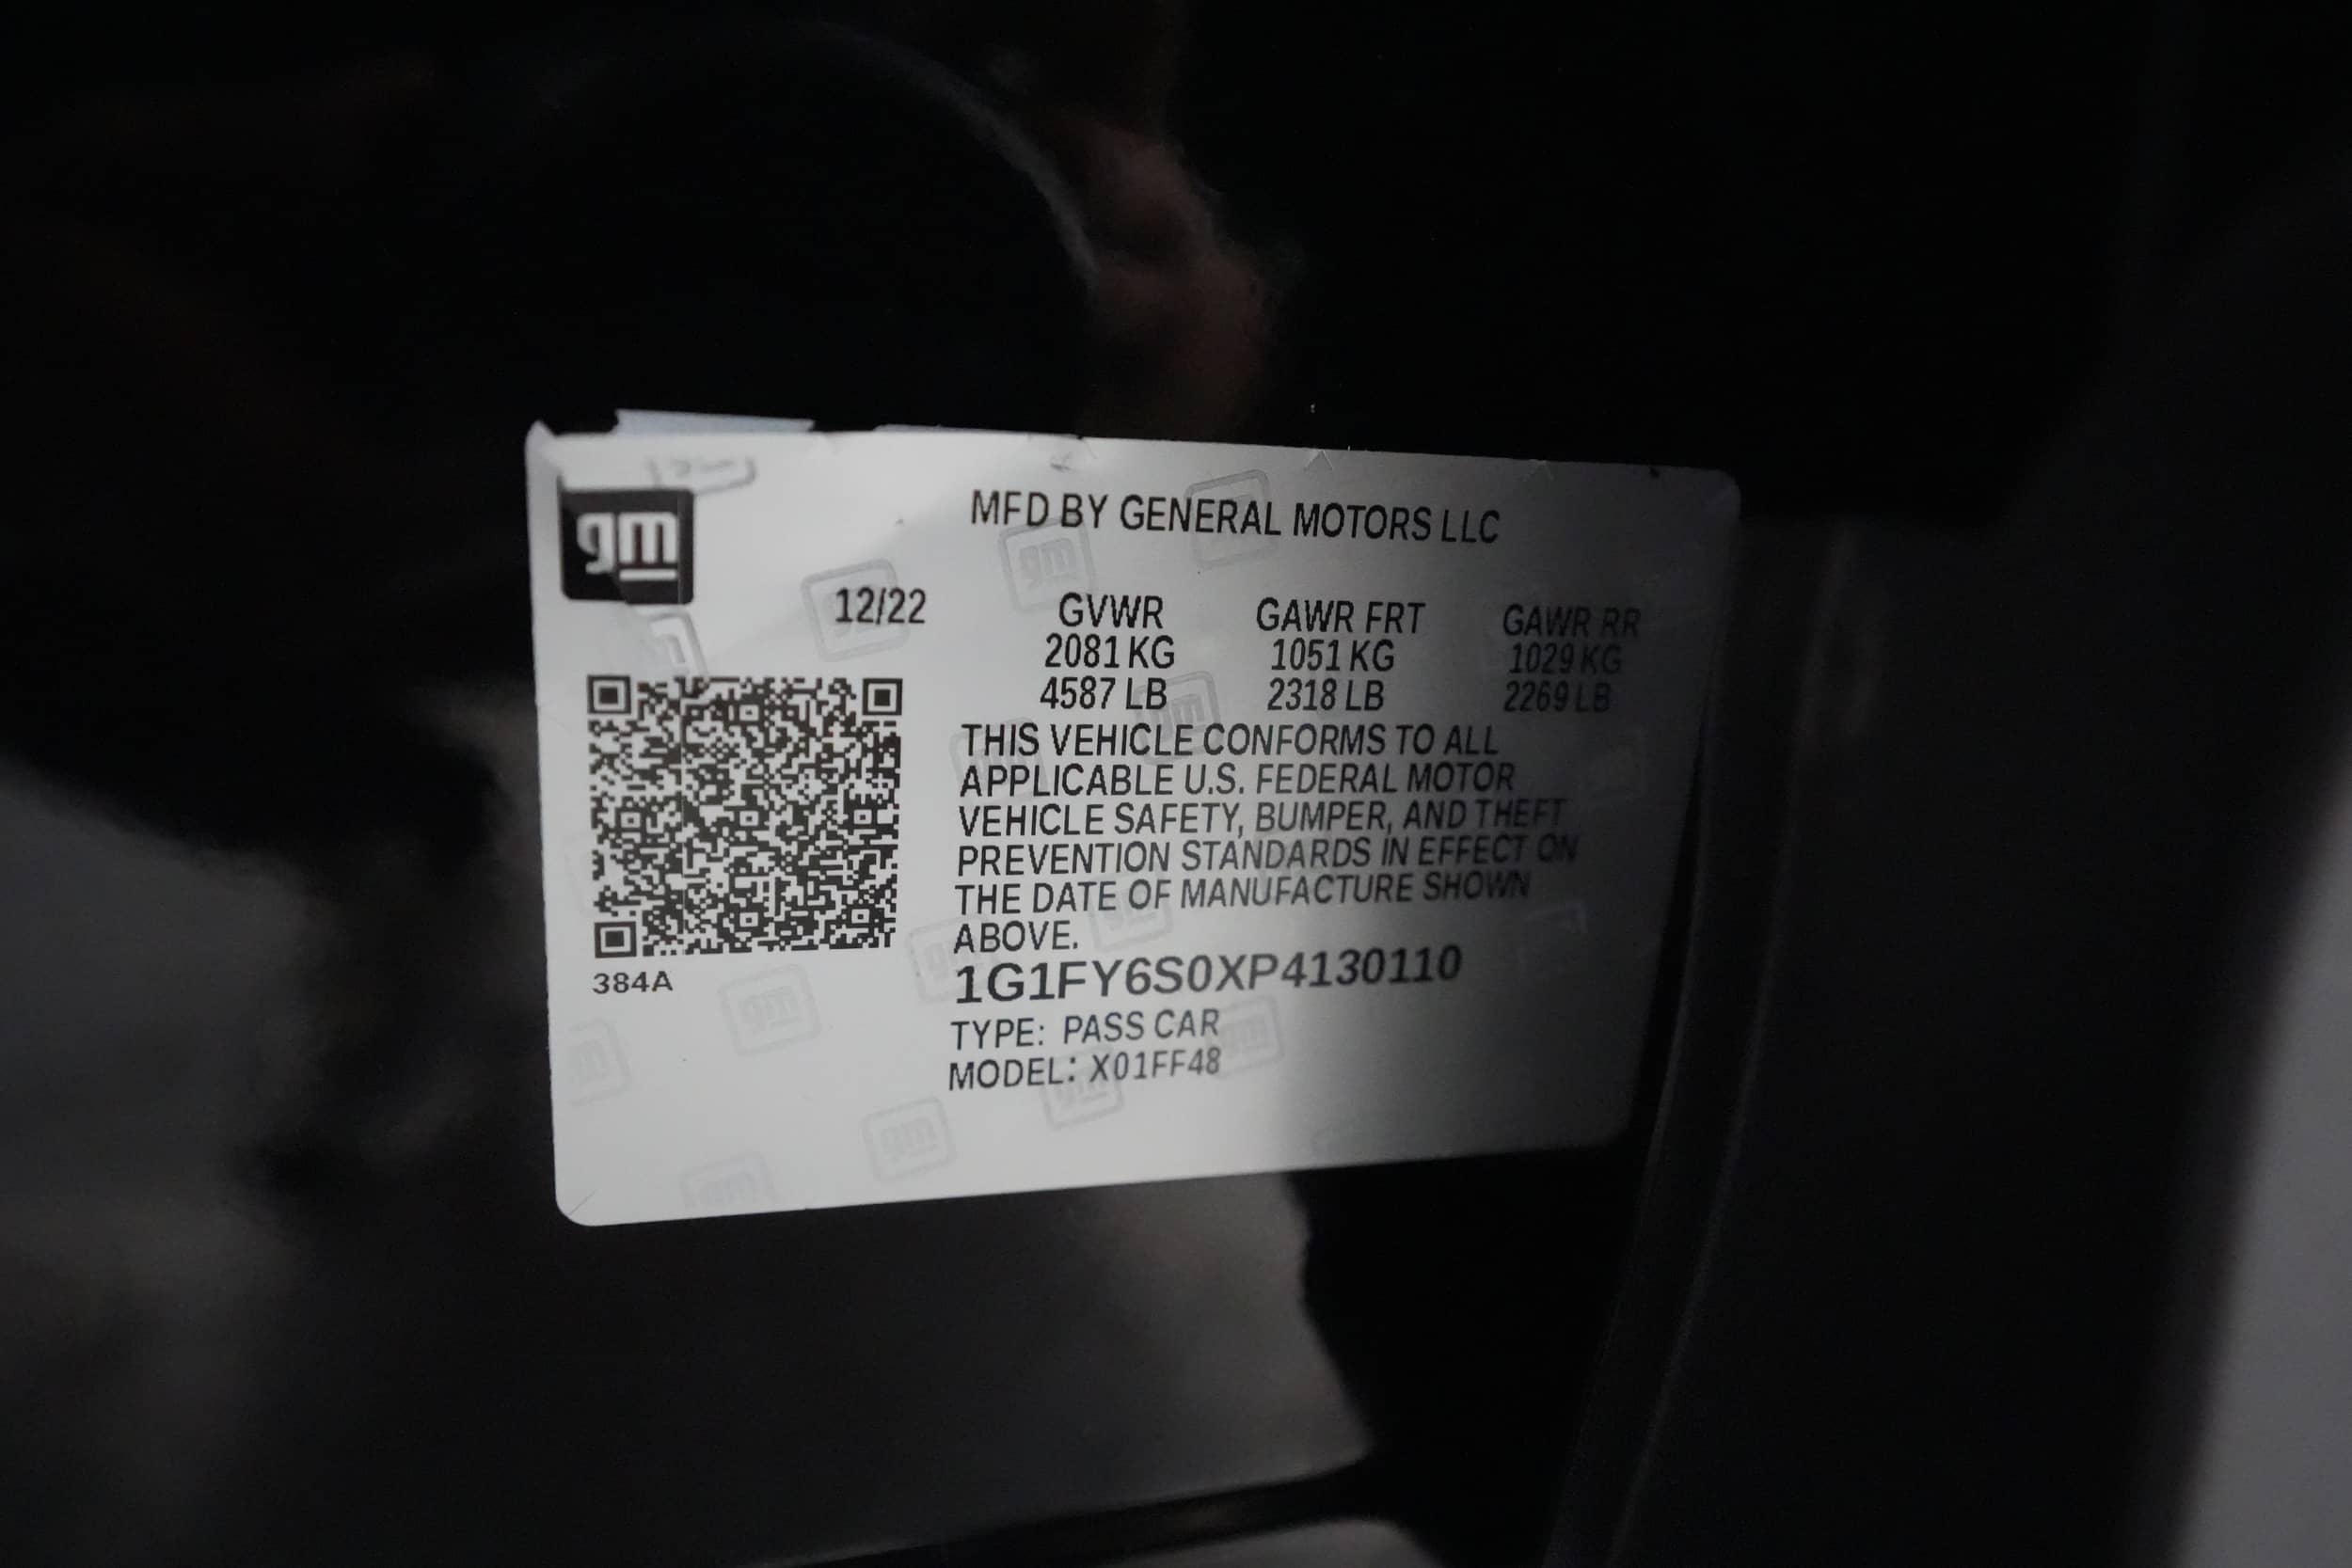 gm
MFD BY GENERAL MOTORS LLC
12/22 GVWR GAWR FRT GAWR RR
2081 KG 1051 KG 1029 KG
4587 LB 2318 LB 2269 LB
THIS VEHICLE CONFORMS TO ALL
APPLICABLE U.S. FEDERAL MOTOR
VEHICLE SAFETY, BUMPER, AND THEFT
PREVENTION STANDARDS IN EFFECT ON
THE DATE OF MANUFACTURE SHOWN
ABOVE.
384A
1G1FY6S0XP4130110
TYPE: PASS CAR
MODEL: X01FF48